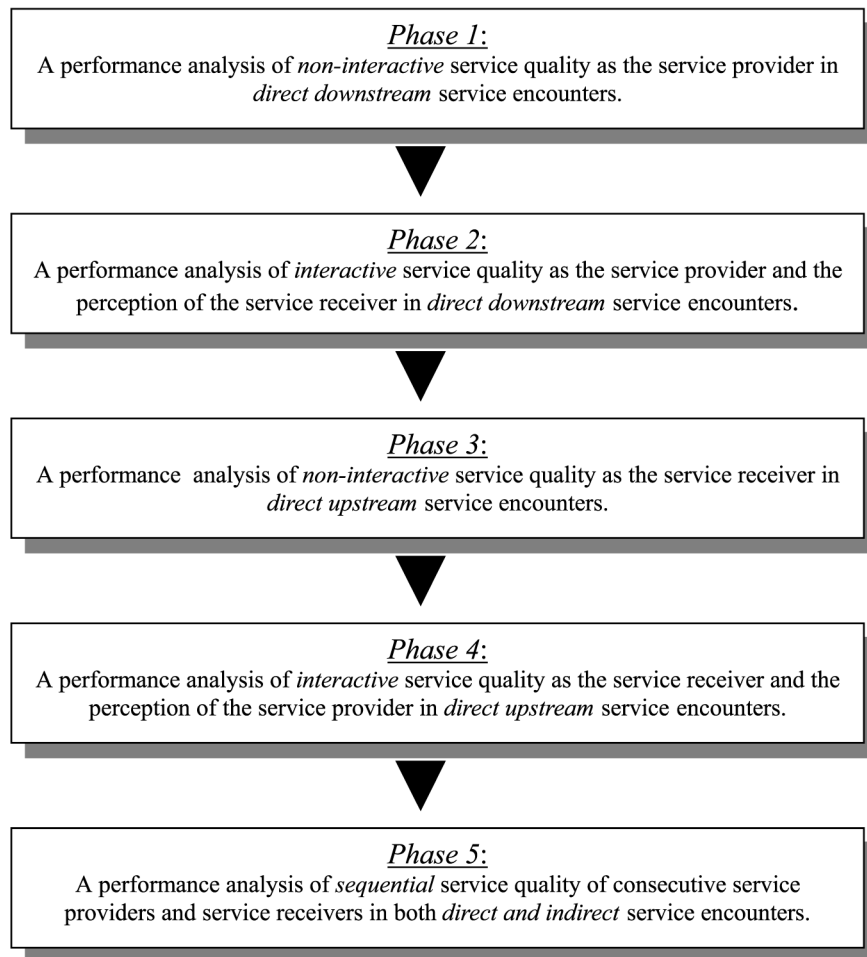 Phase 1:
A performance analysis of non-interactive service quality as the service provider in
direct downstream service encounters.
Phase 2:
A performance analysis of interactive service quality as the service provider and the
perception of the service receiver in direct downstream service encounters.
Phase 3:
A performance  analysis of non-interactive service quality as the service receiver in
direct upstream service encounters.
Phase 4:
A performance analysis of interactive service quality as the service receiver and the
perception of the service provider in direct upstream service encounters.
Phase 5:
A performance analysis of sequential service quality of consecutive service
providers and service receivers in both direct and indirect service encounters.